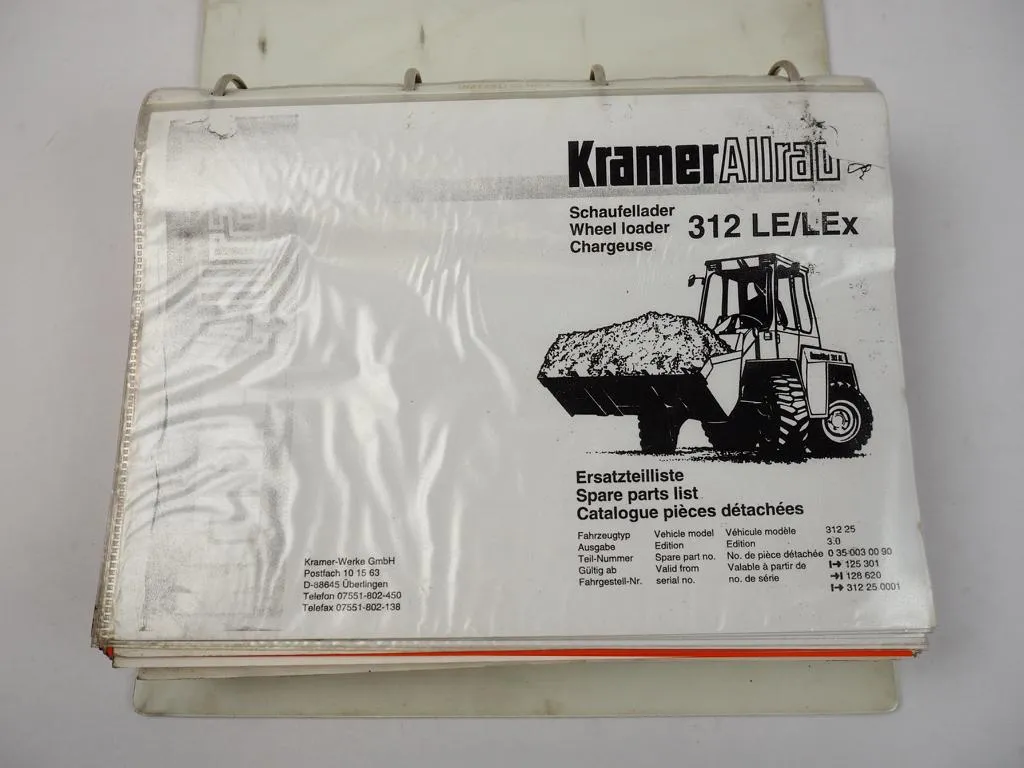 KramerAllrad
Schaufellader
Wheel loader
Chargeuse
312 LE/LEx
Ersatzteilliste
Spare parts list
Catalogue pièces détachées
Fahrzeugtyp Vehicle model Véhicule modèle 312 25
Ausgabe Edition Edition 3.0
Teil-Nummer Spare part no. No. de pièce détachée 0 35 003 00 90
Gültig ab Valid from Valable à partir de I➔ 125 301
Fahrgestell-Nr. serial no. no. de série ➔I 128 620
I➔ 312 25 0001
Kramer-Werke GmbH
Postfach 10 15 63
D-88645 Überlingen
Telefon 07551-802-450
Telefax 07551-802-138